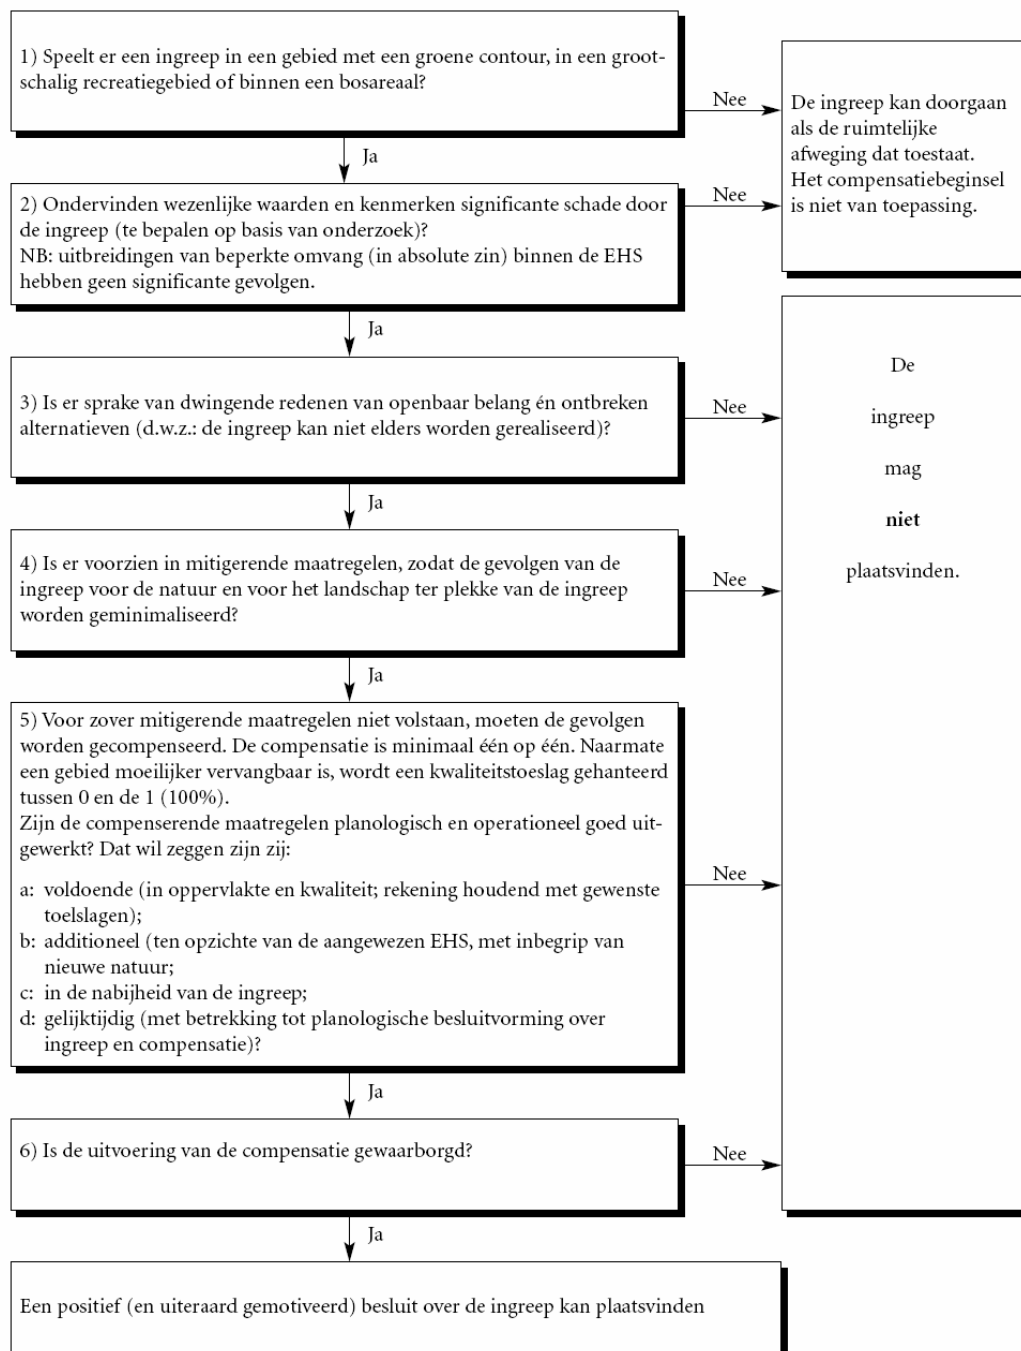 1) Speelt er een ingreep in een gebied met een groene contour, in een groot-
schalig recreatiegebied of binnen een bosareaal?
Nee
De ingreep kan doorgaan
als de ruimtelijke
afweging dat toestaat.
Het compensatiebeginsel
is niet van toepassing.
Ja
2) Ondervinden wezenlijke waarden en kenmerken significante schade door
de ingreep (te bepalen op basis van onderzoek)?
NB: uitbreidingen van beperkte omvang (in absolute zin) binnen de EHS
hebben geen significante gevolgen.
Nee
Ja
3) Is er sprake van dwingende redenen van openbaar belang én ontbreken
alternatieven (d.w.z.: de ingreep kan niet elders worden gerealiseerd)?
Nee
De
ingreep
mag
niet
plaatsvinden.
Ja
4) Is er voorzien in mitigerende maatregelen, zodat de gevolgen van de
ingreep voor de natuur en voor het landschap ter plekke van de ingreep
worden geminimaliseerd?
Nee
Ja
5) Voor zover mitigerende maatregelen niet volstaan, moeten de gevolgen
worden gecompenseerd. De compensatie is minimaal één op één. Naarmate
een gebied moeilijker vervangbaar is, wordt een kwaliteitstoeslag gehanteerd
tussen 0 en de 1 (100%).
Zijn de compenserende maatregelen planologisch en operationeel goed uit-
gewerkt? Dat wil zeggen zijn zij:
a: voldoende (in oppervlakte en kwaliteit; rekening houdend met gewenste
toelslagen);
b: additioneel (ten opzichte van de aangewezen EHS, met inbegrip van
nieuwe natuur;
c: in de nabijheid van de ingreep;
d: gelijktijdig (met betrekking tot planologische besluitvorming over
ingreep en compensatie)?
Nee
Ja
6) Is de uitvoering van de compensatie gewaarborgd?
Nee
Ja
Een positief (en uiteraard gemotiveerd) besluit over de ingreep kan plaatsvinden